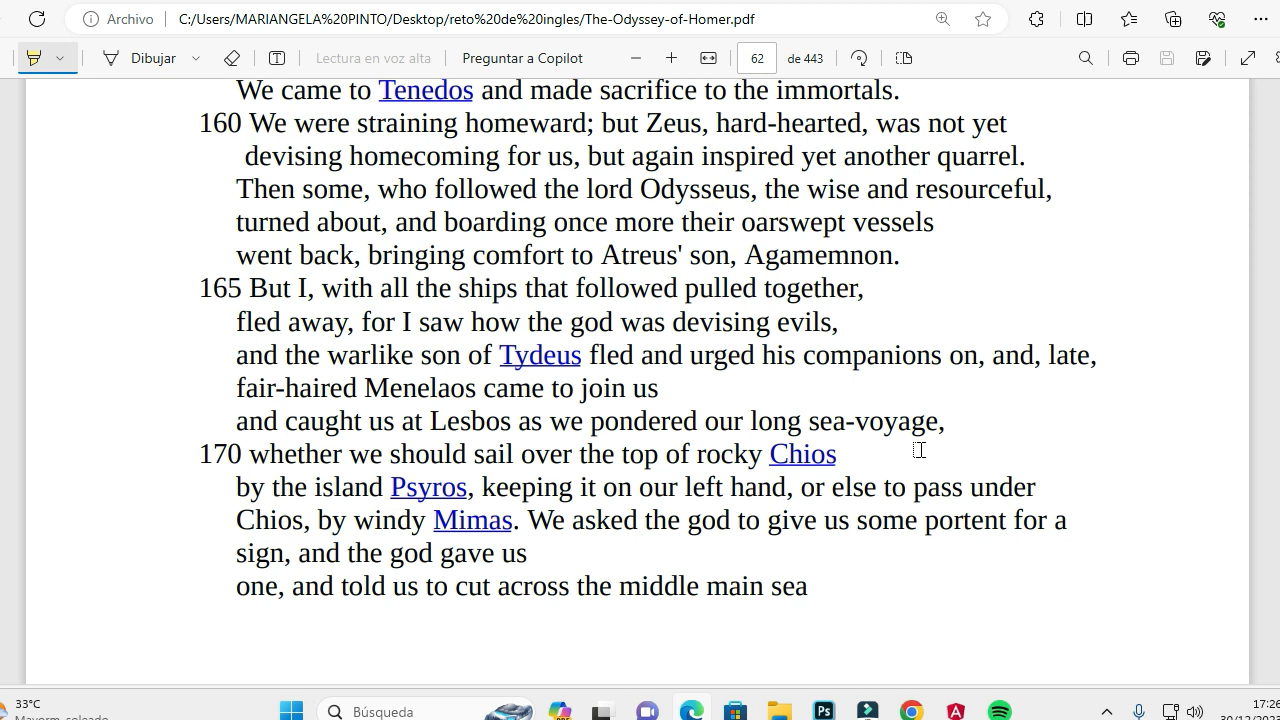 Archivo C:/Users/MARIANGELA%20PINTO/Desktop/reto%20de%20ingles/The-Odyssey-of-Homer.pdf
Dibujar Lectura en voz alta Preguntar a Copilot 62 de 443
We came to Tenedos and made sacrifice to the immortals.
160 We were straining homeward; but Zeus, hard-hearted, was not yet
devising homecoming for us, but again inspired yet another quarrel.
Then some, who followed the lord Odysseus, the wise and resourceful,
turned about, and boarding once more their oarswept vessels
went back, bringing comfort to Atreus' son, Agamemnon.
165 But I, with all the ships that followed pulled together,
fled away, for I saw how the god was devising evils,
and the warlike son of Tydeus fled and urged his companions on, and, late,
fair-haired Menelaos came to join us
and caught us at Lesbos as we pondered our long sea-voyage,
170 whether we should sail over the top of rocky Chios
by the island Psyros, keeping it on our left hand, or else to pass under
Chios, by windy Mimas. We asked the god to give us some portent for a
sign, and the god gave us
one, and told us to cut across the middle main sea
33°C
Mayorm. soleado
Búsqueda
Ps
17:26